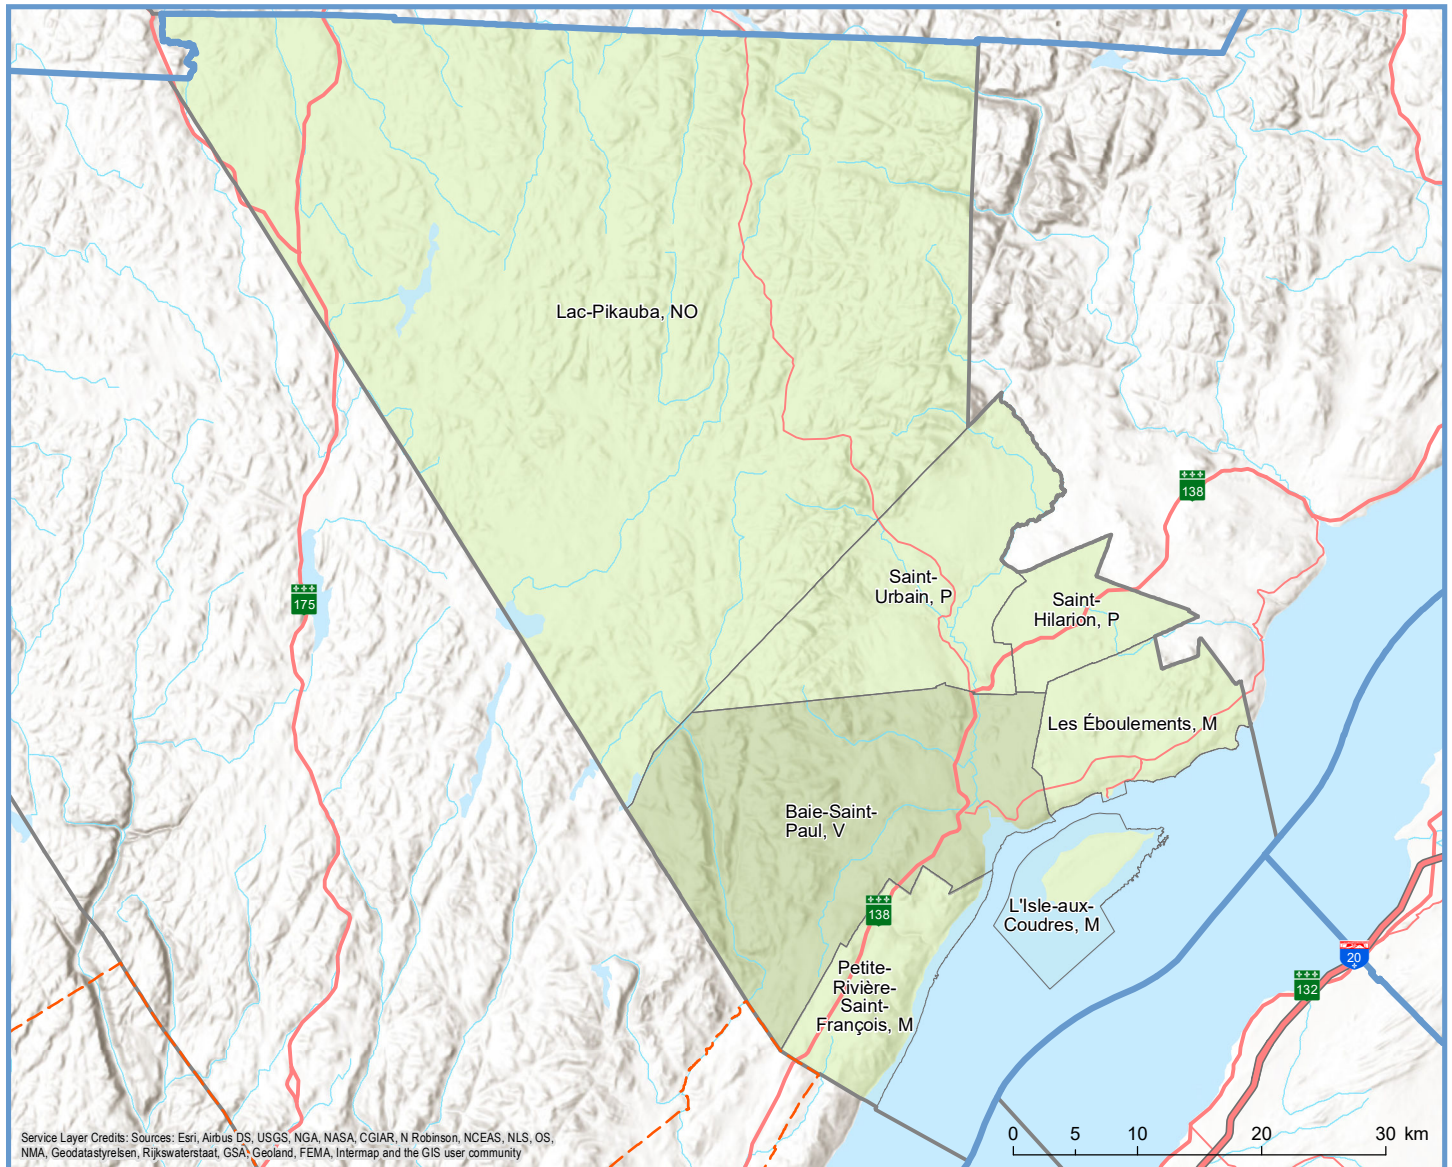 Lac-Pikauba, NO
138
Saint-
Urbain, P
175
Saint-
Hilarion, P
Les Éboulements, M
Baie-Saint-
Paul, V
138
L'Isle-aux-
Coudres, M
20
Petite-
Rivière-
Saint-
François, M
132
0 5 10 20 30 km
Service Layer Credits: Sources: Esri, Airbus DS, USGS, NGA, NASA, CGIAR, N Robinson, NCEAS, NLS, OS,
NMA, Geodatastyrelsen, Rijkswaterstaat, GSA, Geoland, FEMA, Intermap and the GIS user community